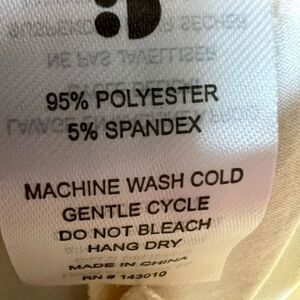 95% POLYESTER
5% SPANDEX
MACHINE WASH COLD
GENTLE CYCLE
DO NOT BLEACH
HANG DRY
MADE IN CHINA
RN # 143010